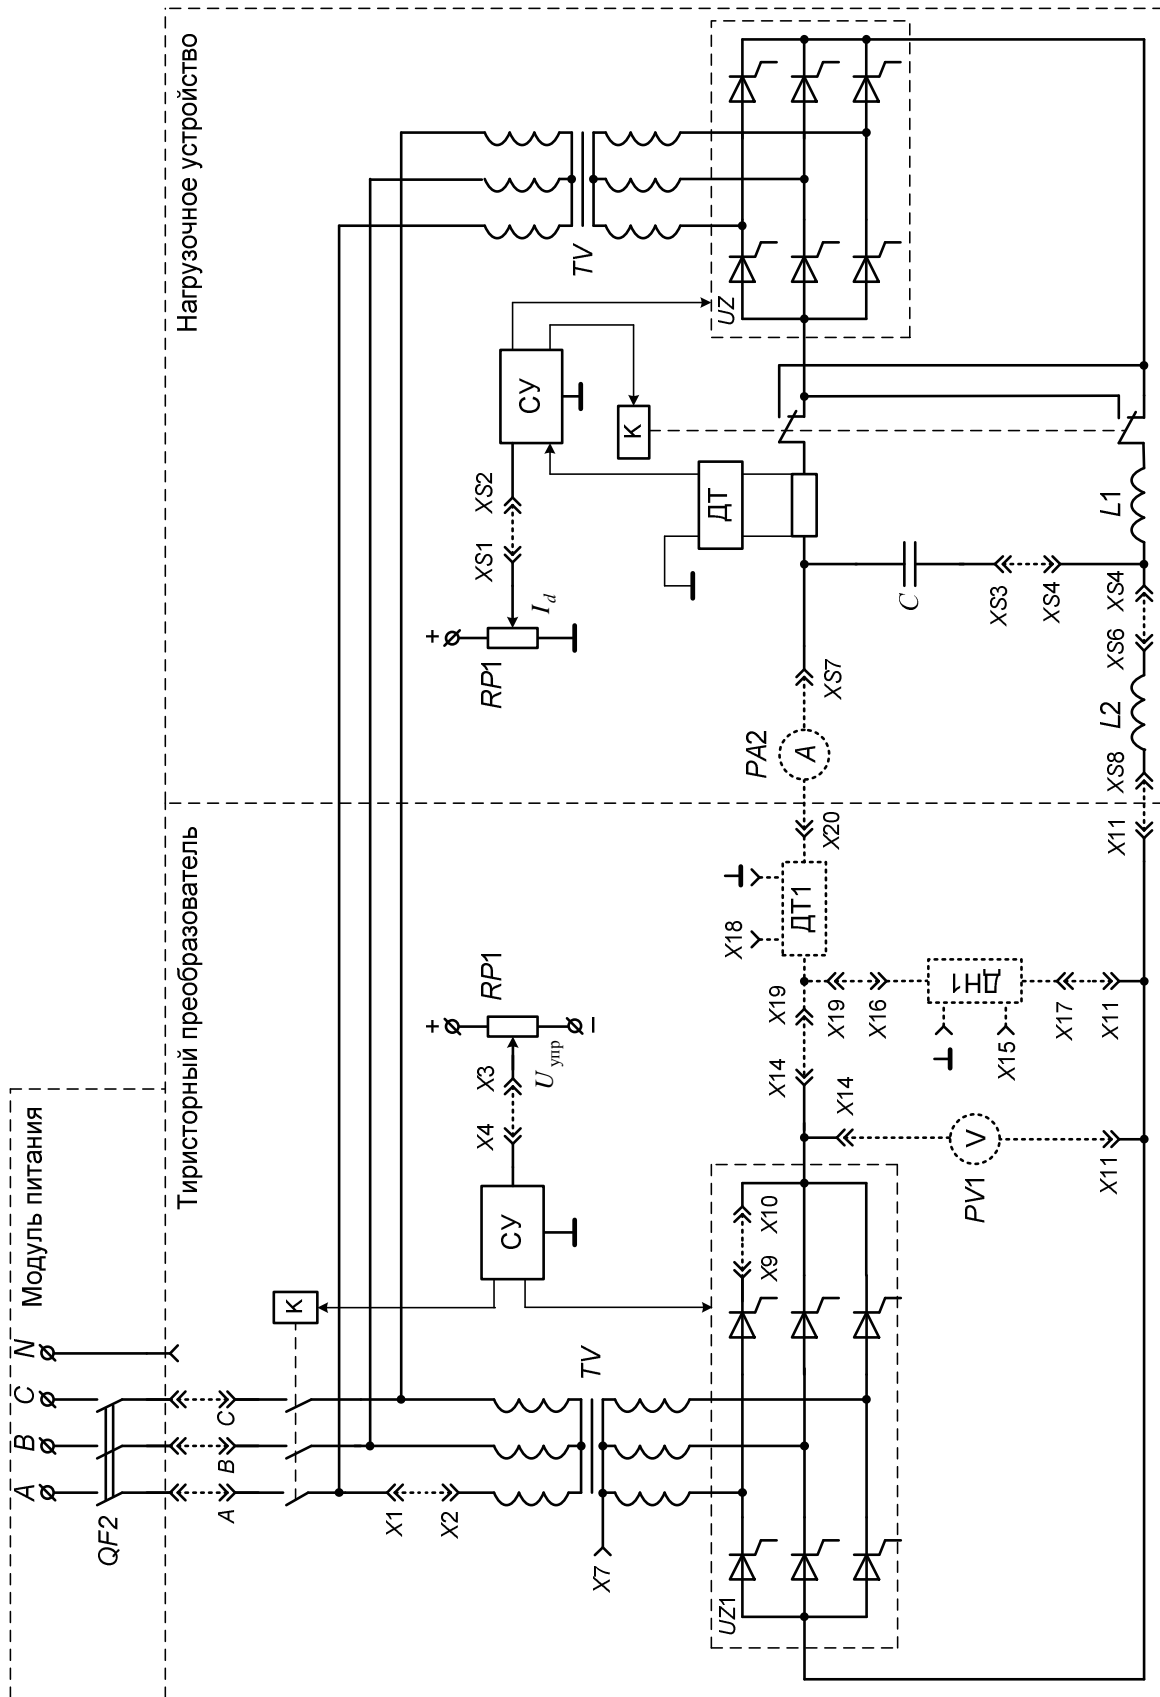 Модуль питания
A
B
C
N
QF2
A
B
C
Тиристорный преобразователь
К
X1
X2
СУ
X4
X3
U упр
RP1
+
–
TV
X7
UZ1
X9
X10
PV1
V
X14
X11
X14
X19
X19
X16
ДН1
X15
X17
X11
X18
ДТ1
X20
X11
Нагрузочное устройство
RP1
+
I d
XS1
XS2
СУ
К
ДТ
TV
UZ
PA2
A
XS7
C
XS3
XS4
XS8
L2
XS6
XS4
L1